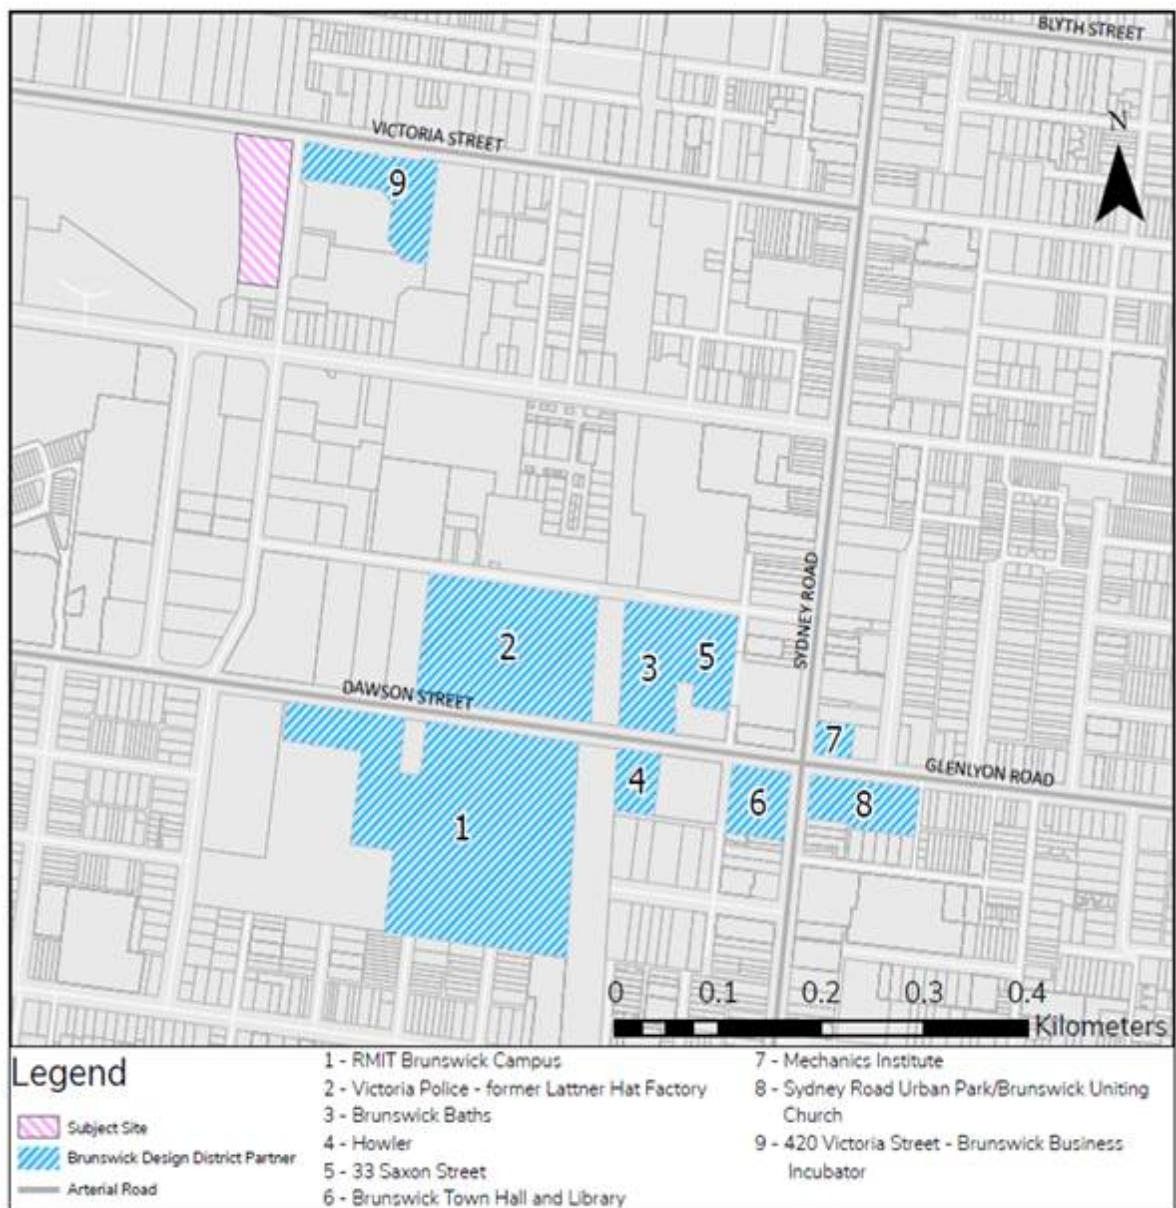 BLYTH STREET
N
VICTORIA STREET
9
SYDNEY ROAD
2
3
5
DAWSON STREET
7
GLENLYON ROAD
4
6
8
1
0 0.1 0.2 0.3 0.4
Kilometers
Legend
Subject Site
Brunswick Design District Partner
Arterial Road
1 - RMIT Brunswick Campus
2 - Victoria Police - former Lattner Hat Factory
3 - Brunswick Baths
4 - Howler
5 - 33 Saxon Street
6 - Brunswick Town Hall and Library
7 - Mechanics Institute
8 - Sydney Road Urban Park/Brunswick Uniting
Church
9 - 420 Victoria Street - Brunswick Business
Incubator